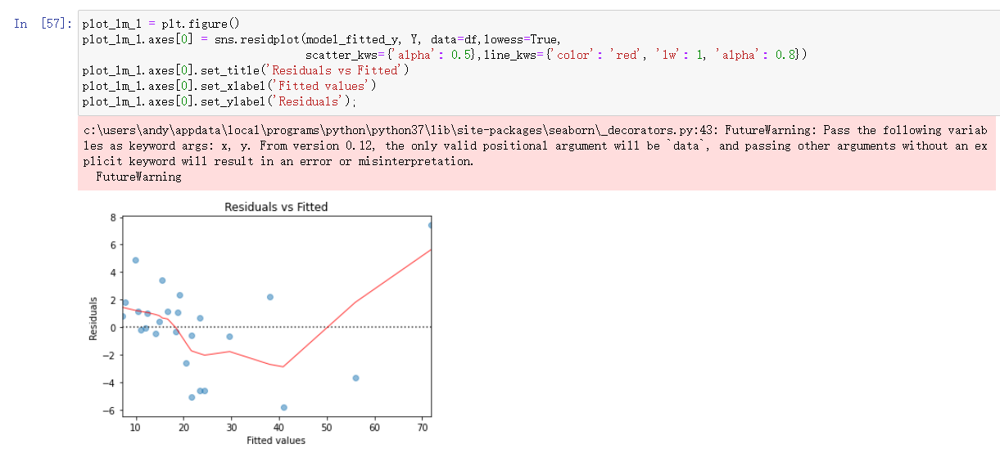 In [57]: plot_lm_1 = plt.figure()
plot_lm_1.axes[0] = sns.residplot(model_fitted_y, Y, data=df,lowess=True,
scatter_kws={'alpha': 0.5},line_kws={'color': 'red', 'lw': 1, 'alpha': 0.8})
plot_lm_1.axes[0].set_title('Residuals vs Fitted')
plot_lm_1.axes[0].set_xlabel('Fitted values')
plot_lm_1.axes[0].set_ylabel('Residuals');
c:\users\andy\appdata\local\programs\python\python37\lib\site-packages\seaborn\_decorators.py:43: FutureWarning: Pass the following variab
les as keyword args: x, y. From version 0.12, the only valid positional argument will be `data`, and passing other arguments without an ex
plicit keyword will result in an error or misinterpretation.
FutureWarning
Residuals vs Fitted
8
6
4
2
0
−2
−4
−6
Residuals
10 20 30 40 50 60 70
Fitted values